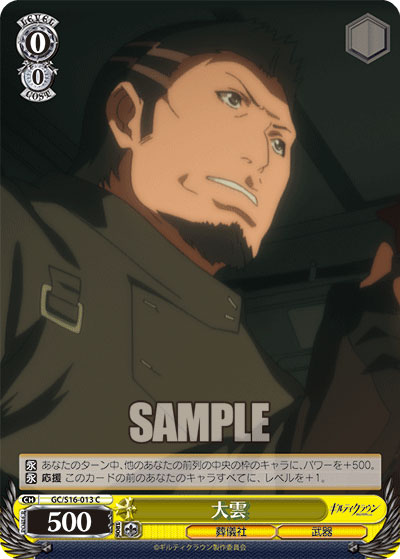 LEVEL
0
0
COST
SAMPLE
永 あなたのターン中、他のあなたの前列の中央の枠のキャラに、パワーを+500。
永 応援 このカードの前のあなたのキャラすべてに、レベルを+1。
CH GC/S16-013 C
POWER
500
大雲
ギルティクラウン
葬儀社
武器
©ギルティクラウン製作委員会